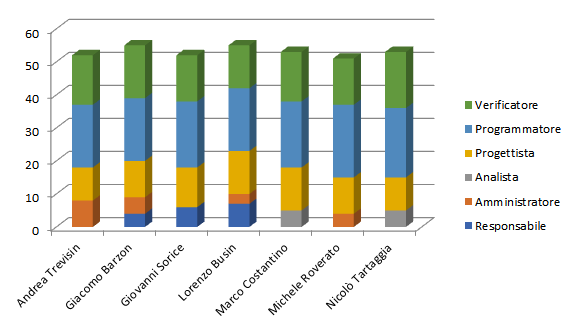 60
50
40
30
20
10
0
Andrea Trevisin
Giacomo Barzon
Giovanni Sorice
Lorenzo Busin
Marco Costantino
Michele Roverato
Nicolò Tartaggia
Verificatore
Programmatore
Progettista
Analista
Amministratore
Responsabile